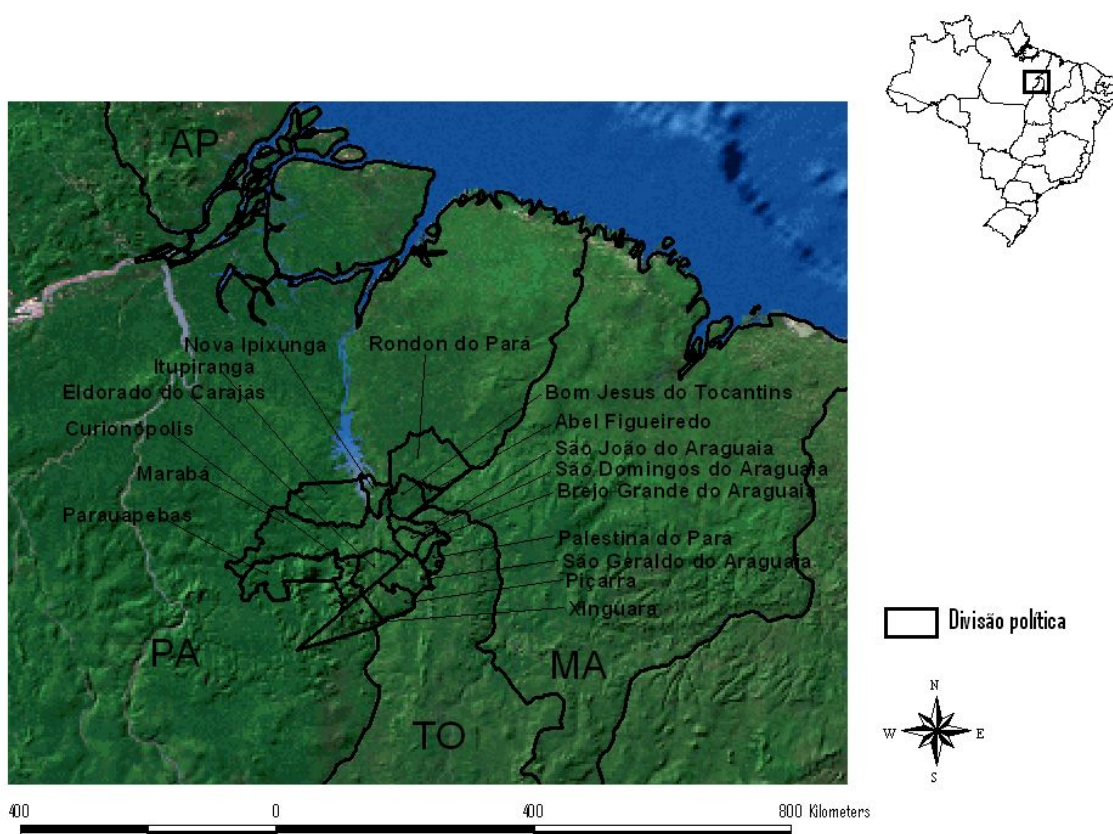 AP
Nova Ipixunga
Rondon do Pará
Itupiranga
Eldorado do Carajás
Bom Jesus do Tocantins
Abel Figueiredo
Curionópolis
São João do Araguaia
São Domingos do Araguaia
Marabá
Brejo Grande do Araguaia
Parauapebas
Palestina do Pará
São Geraldo do Araguaia
Piçarra
Xinguara
PA
MA
TO
Divisão política
N
W E
S
400 0 400 800 Kilometers